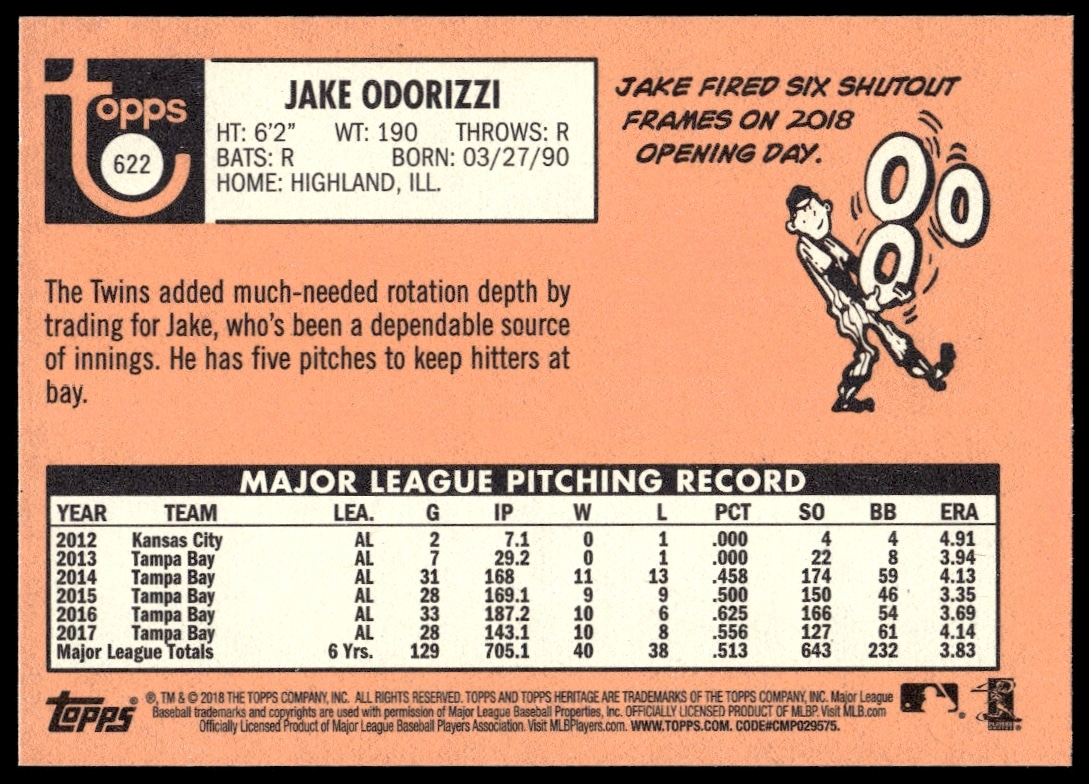 topps
622
JAKE ODORIZZI
HT: 6'2" WT: 190 THROWS: R
BATS: R BORN: 03/27/90
HOME: HIGHLAND, ILL.
JAKE FIRED SIX SHUTOUT
FRAMES ON 2018
OPENING DAY.
0 0
0
The Twins added much-needed rotation depth by
trading for Jake, who's been a dependable source
of innings. He has five pitches to keep hitters at
bay.
MAJOR LEAGUE PITCHING RECORD
YEAR TEAM LEA. G IP W L PCT SO BB ERA
2012 Kansas City AL 2 7.1 0 1 .000 4 4 4.91
2013 Tampa Bay AL 7 29.2 0 1 .000 22 8 3.94
2014 Tampa Bay AL 31 168 11 13 .458 174 59 4.13
2015 Tampa Bay AL 28 169.1 9 9 .500 150 46 3.35
2016 Tampa Bay AL 33 187.2 10 6 .625 166 54 3.69
2017 Tampa Bay AL 28 143.1 10 8 .556 127 61 4.14
Major League Totals 6 Yrs. 129 705.1 40 38 .513 643 232 3.83
TOPPS® ®, TM & © 2018 THE TOPPS COMPANY, INC. ALL RIGHTS RESERVED. TOPPS AND TOPPS HERITAGE ARE TRADEMARKS OF THE TOPPS COMPANY, INC. Major League
Baseball trademarks and copyrights are used with permission of Major League Baseball Properties, Inc. OFFICIALLY LICENSED PRODUCT OF MLBP. Visit MLB.com
Officially Licensed Product of Major League Baseball Players Association. Visit MLBPlayers.com. WWW.TOPPS.COM. CODE#CMP029575.